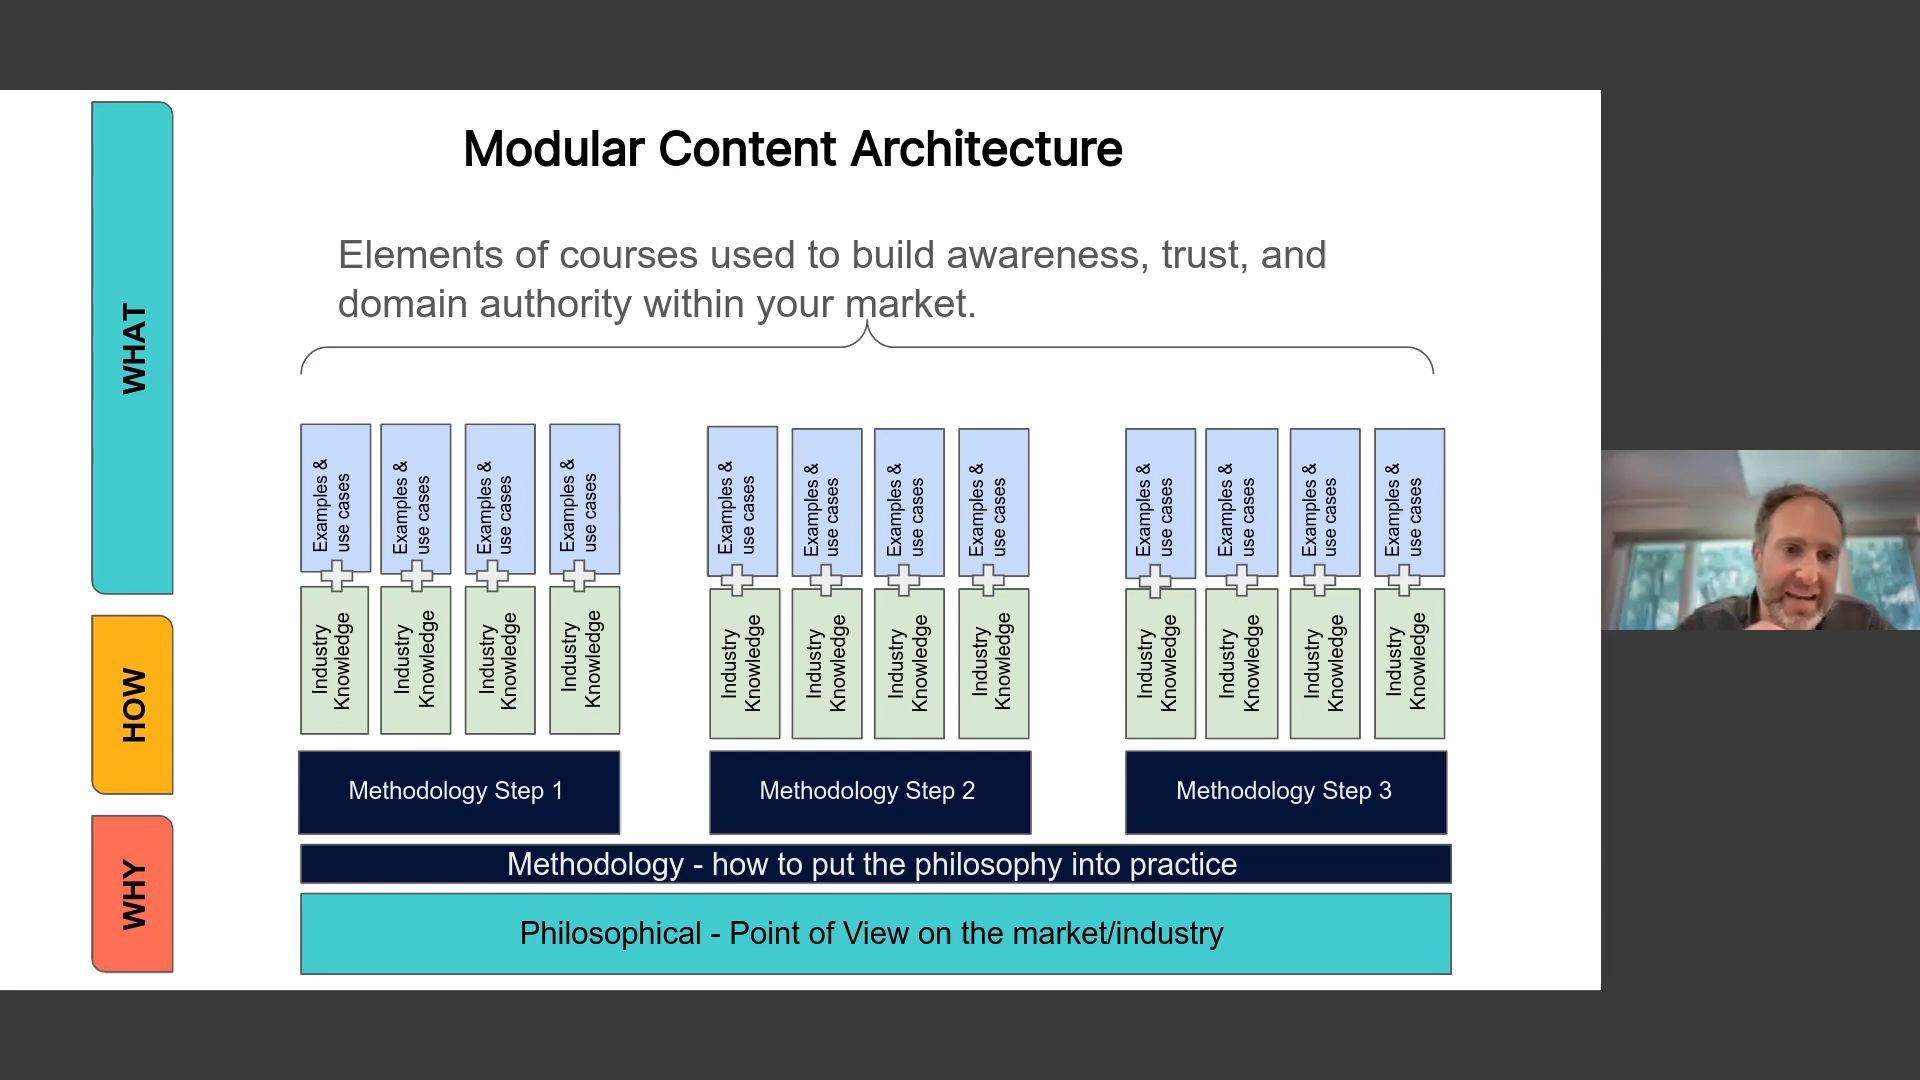 Modular Content Architecture
Elements of courses used to build awareness, trust, and
domain authority within your market.
WHAT
HOW
WHY
Examples &
use cases
Examples &
use cases
Examples &
use cases
Examples &
use cases
Examples &
use cases
Examples &
use cases
Examples &
use cases
Examples &
use cases
Examples &
use cases
Examples &
use cases
Examples &
use cases
Examples &
use cases
Industry
Knowledge
Industry
Knowledge
Industry
Knowledge
Industry
Knowledge
Industry
Knowledge
Industry
Knowledge
Industry
Knowledge
Industry
Knowledge
Industry
Knowledge
Industry
Knowledge
Industry
Knowledge
Industry
Knowledge
Methodology Step 1
Methodology Step 2
Methodology Step 3
Methodology - how to put the philosophy into practice
Philosophical - Point of View on the market/industry